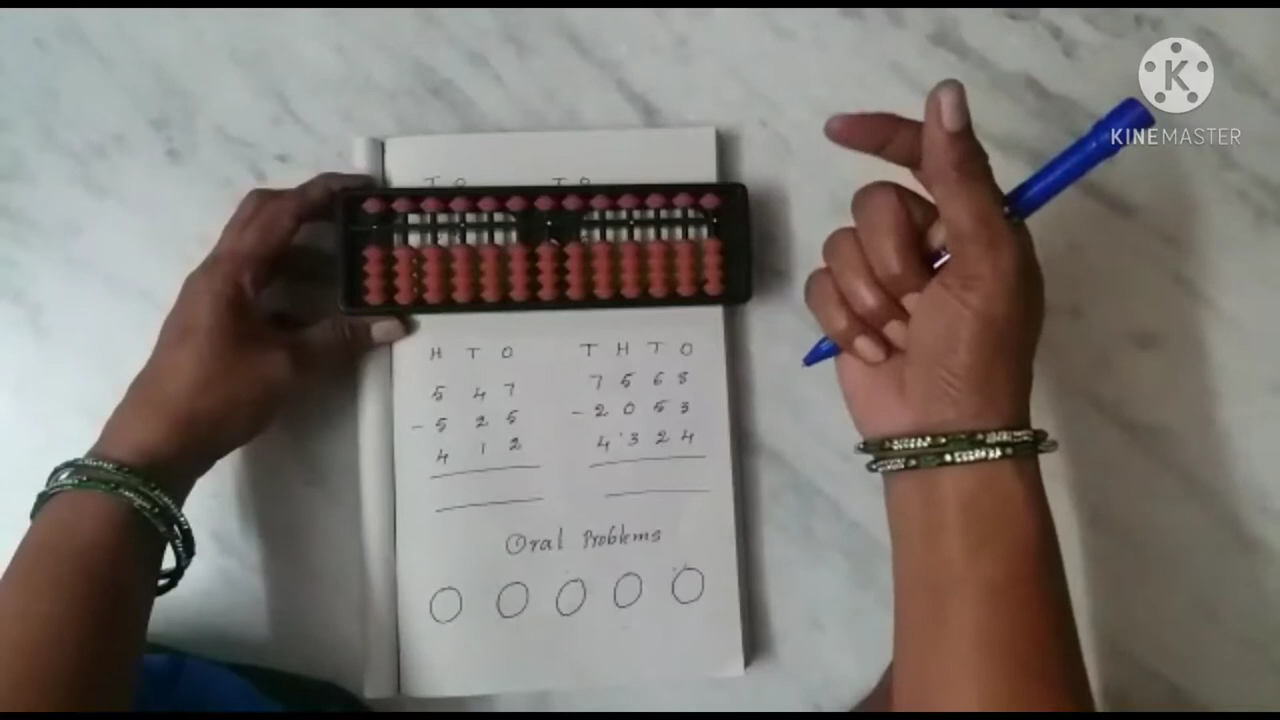 KINEMASTER
T O T O
H T O T H T O
5 4 7 7 5 6 8
- 5 2 5 - 2 0 5 3
4 1 2 4 3 2 4
Oral Problems